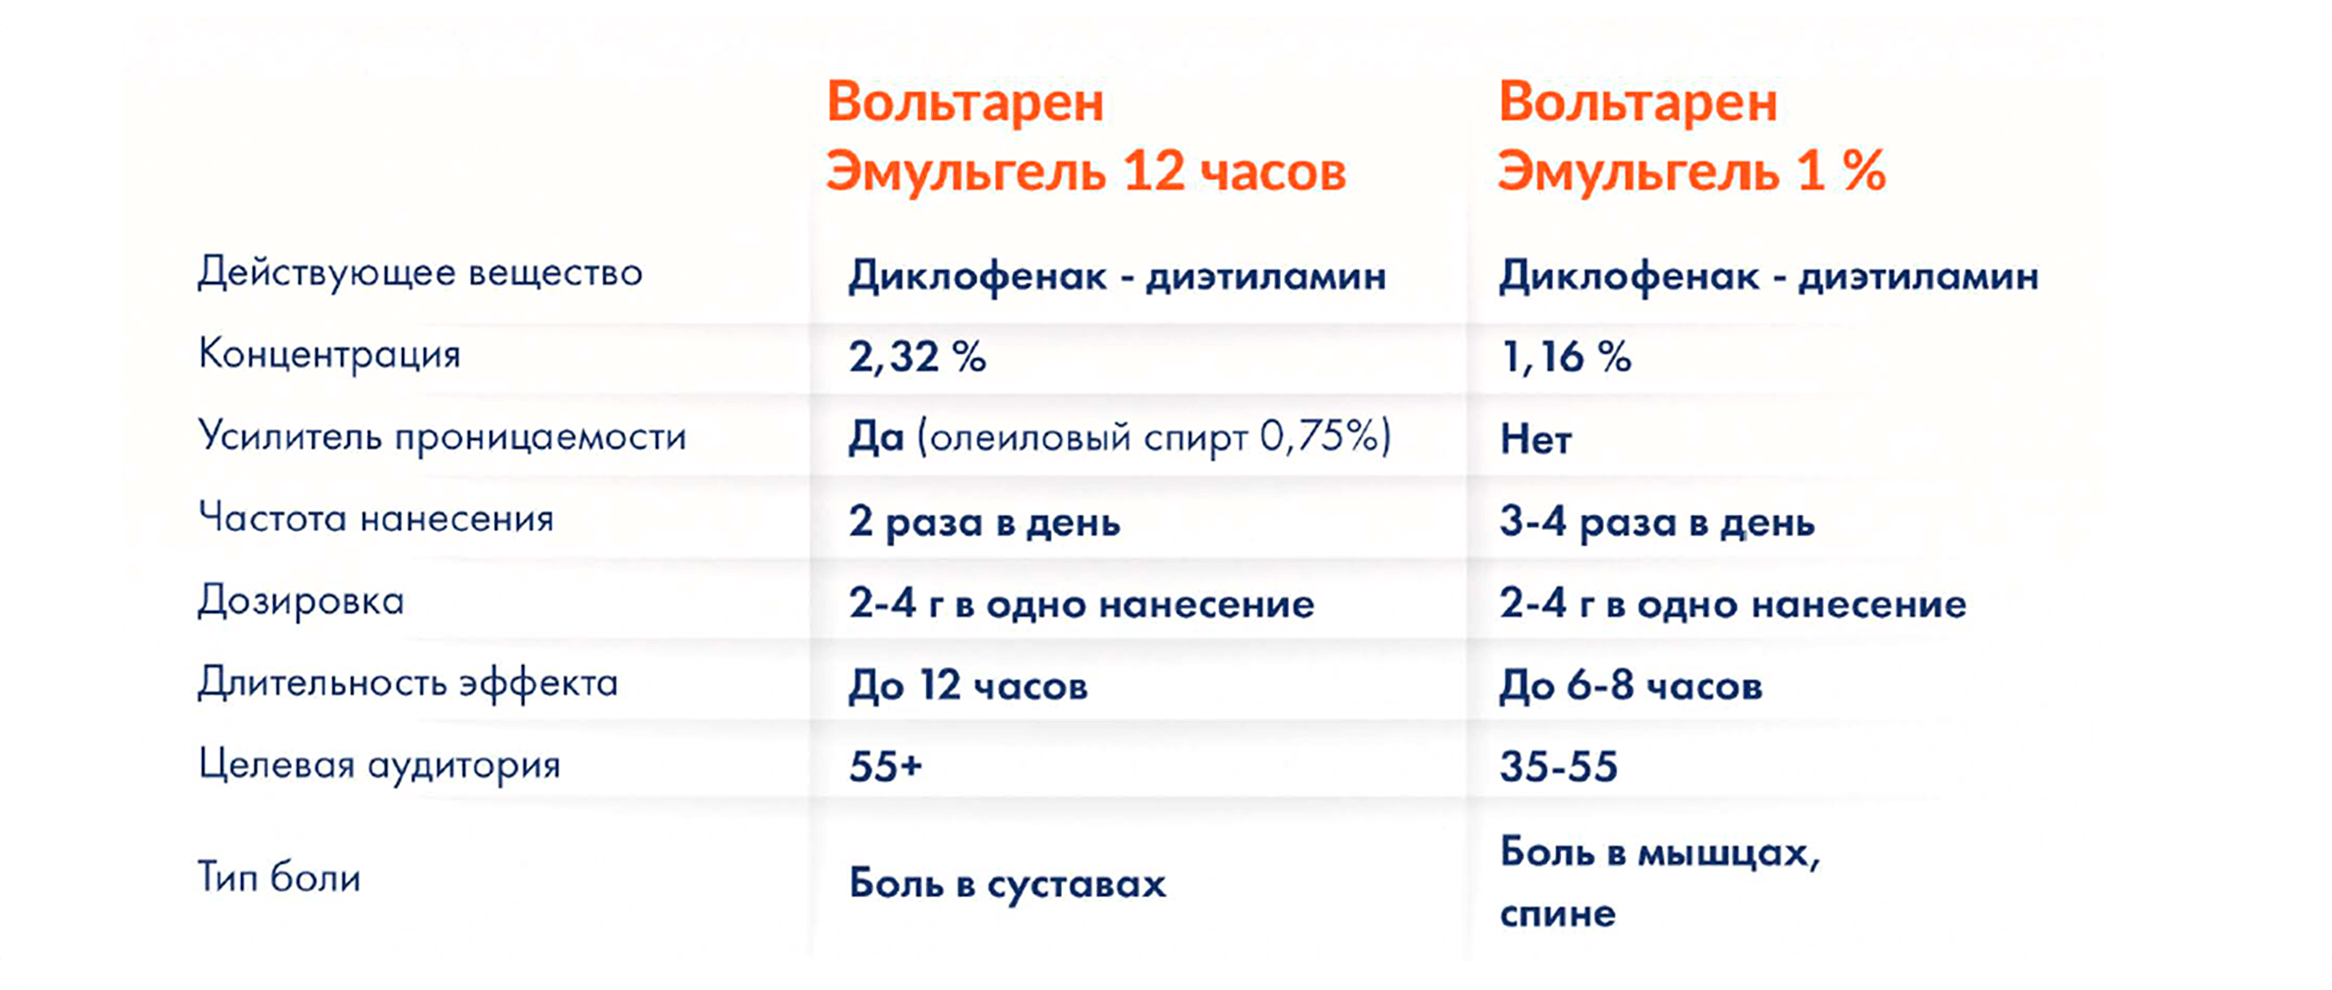 Вольтарен Вольтарен
Эмульгель 12 часов Эмульгель 1 %
Действующее вещество Диклофенак - диэтиламин Диклофенак - диэтиламин
Концентрация 2,32 % 1,16 %
Усилитель проницаемости Да (олеиловый спирт 0,75%) Нет
Частота нанесения 2 раза в день 3-4 раза в день
Дозировка 2-4 г в одно нанесение 2-4 г в одно нанесение
Длительность эффекта До 12 часов До 6-8 часов
Целевая аудитория 55+ 35-55
Тип боли Боль в суставах Боль в мышцах,
спине